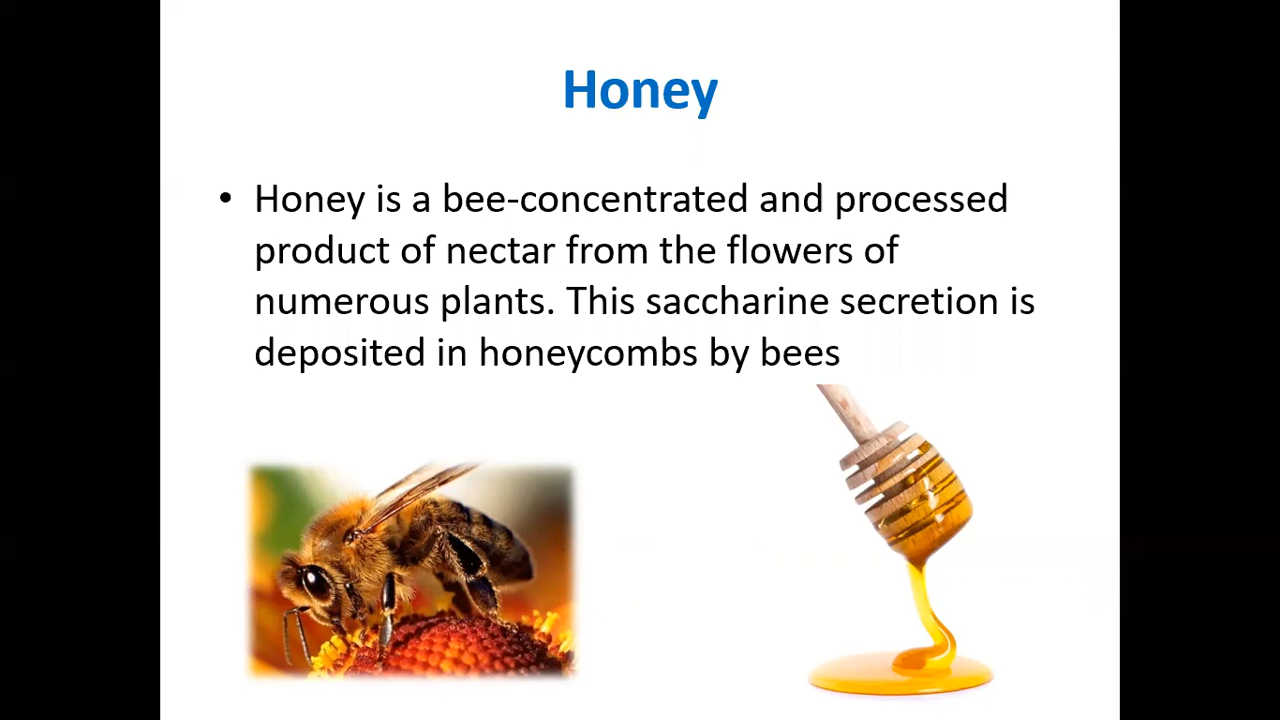 Honey
• Honey is a bee-concentrated and processed
product of nectar from the flowers of
numerous plants. This saccharine secretion is
deposited in honeycombs by bees